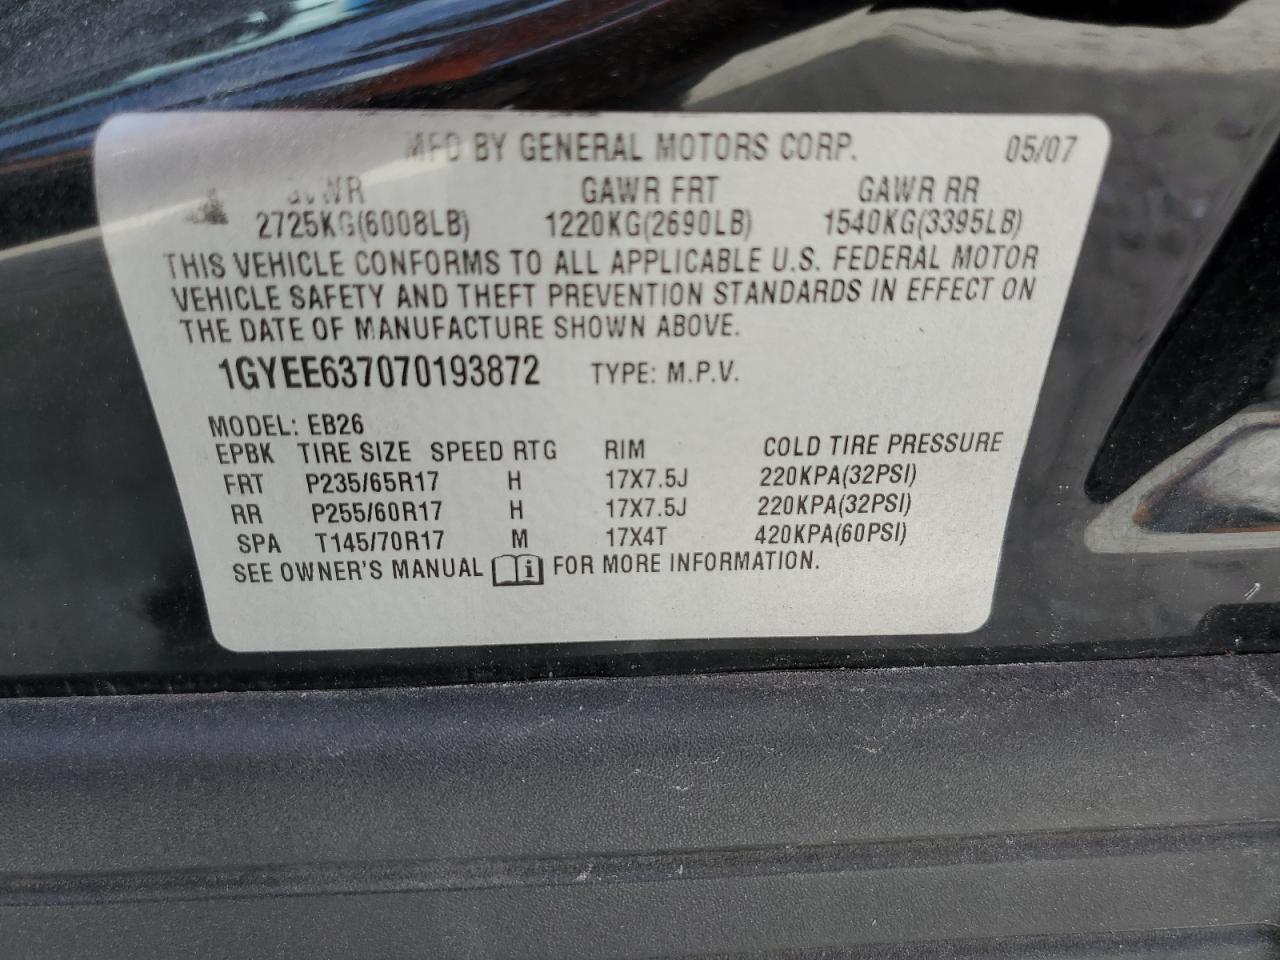 MFD BY GENERAL MOTORS CORP. 05/07
GVWR GAWR FRT GAWR RR
2725KG(6008LB) 1220KG(2690LB) 1540KG(3395LB)
THIS VEHICLE CONFORMS TO ALL APPLICABLE U.S. FEDERAL MOTOR
VEHICLE SAFETY AND THEFT PREVENTION STANDARDS IN EFFECT ON
THE DATE OF MANUFACTURE SHOWN ABOVE.
1GYEE637070193872 TYPE: M.P.V.
MODEL: EB26
EPBK TIRE SIZE SPEED RTG RIM COLD TIRE PRESSURE
FRT P235/65R17 H 17X7.5J 220KPA(32PSI)
RR P255/60R17 H 17X7.5J 220KPA(32PSI)
SPA T145/70R17 M 17X4T 420KPA(60PSI)
SEE OWNER'S MANUAL FOR MORE INFORMATION.